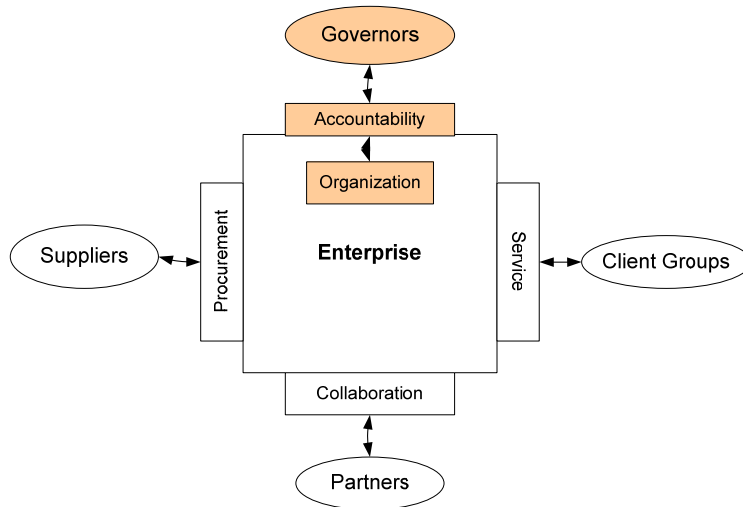 Governors
Accountability
Organization
Procurement
Suppliers
Enterprise
Service
Client Groups
Collaboration
Partners